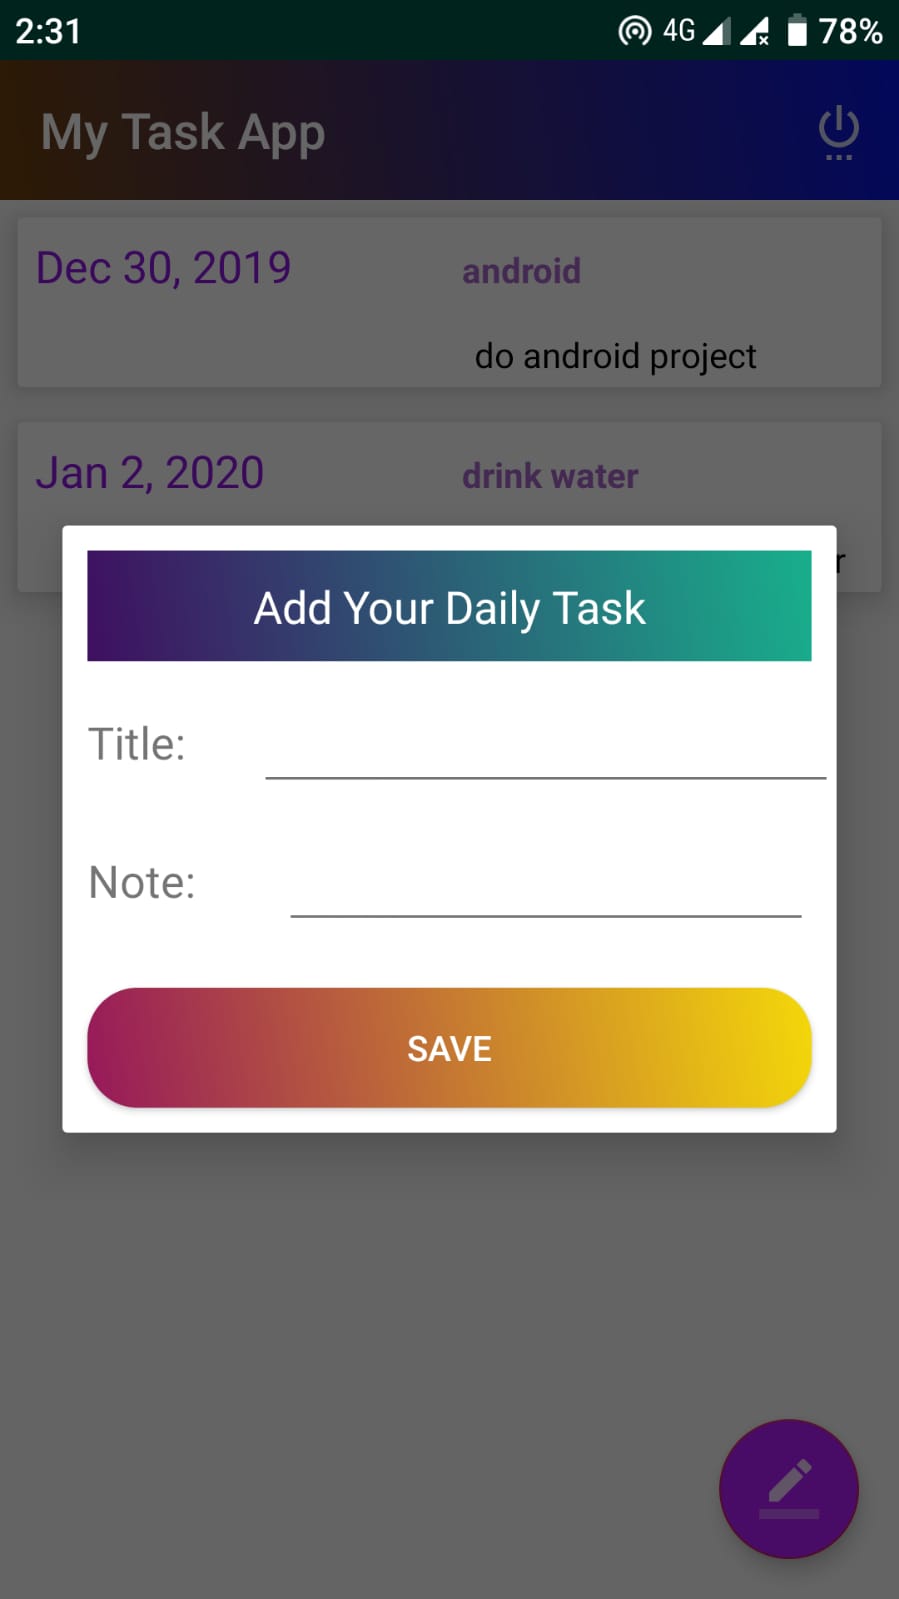 2:31 4G 78%
My Task App
Dec 30, 2019 android
do android project
Jan 2, 2020 drink water
r
Add Your Daily Task
Title:
Note:
SAVE